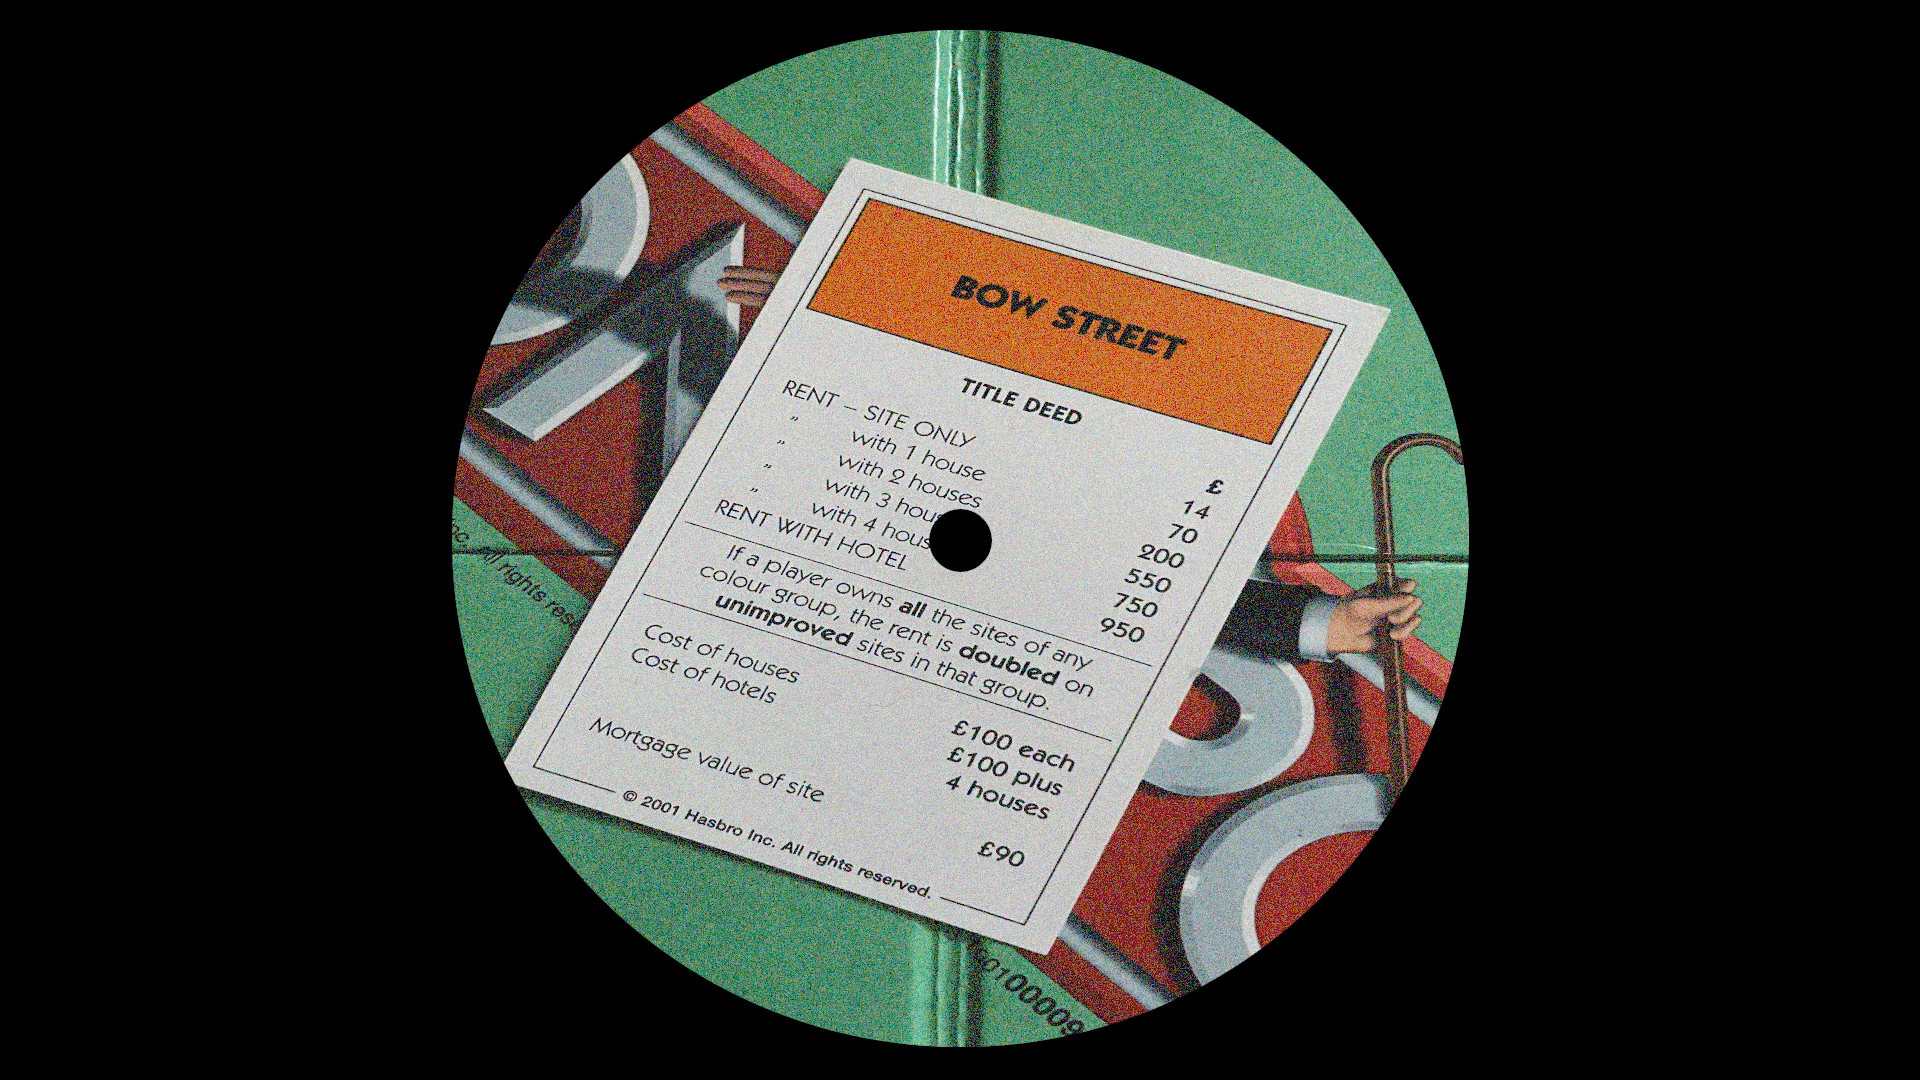 BOW STREET
TITLE DEED
£
RENT – SITE ONLY 14
" with 1 house 70
" with 2 houses 200
" with 3 550
" with 4 750
RENT WITH HOTEL 950
If a player owns all the sites of any
colour group, the rent is doubled on
unimproved sites in that group.
Cost of houses £100 each
Cost of hotels £100 plus
4 houses
Mortgage value of site £90
© 2001 Hasbro Inc. All rights reserved.
All rights